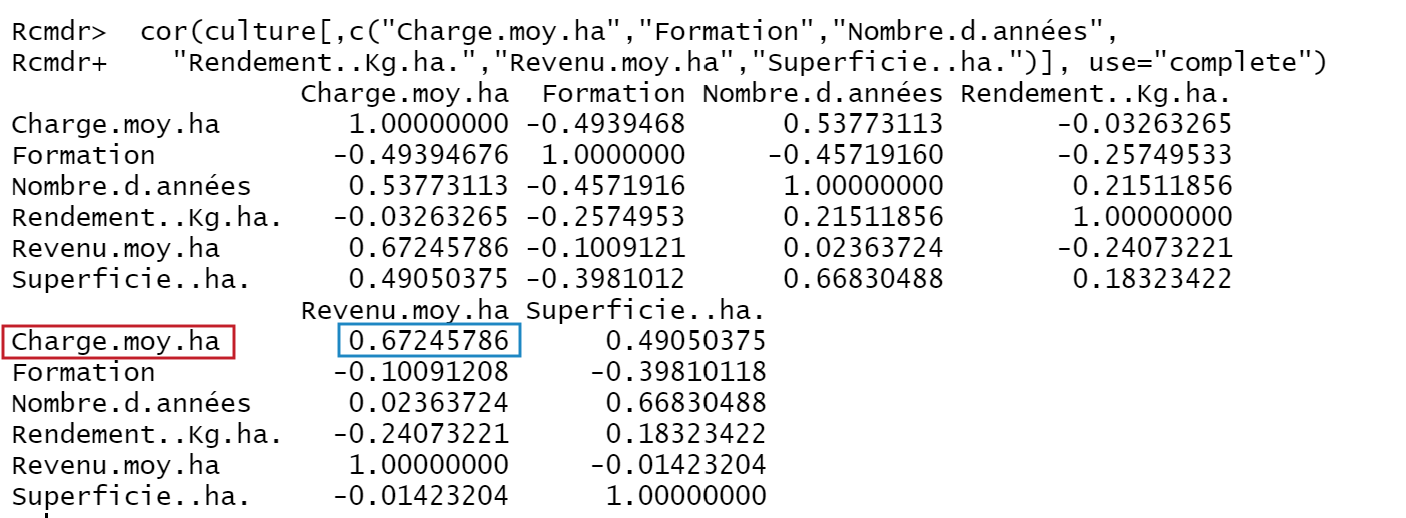 Rcmdr>  cor(culture[,c("Charge.moy.ha","Formation","Nombre.d.années",
Rcmdr+    "Rendement..Kg.ha.","Revenu.moy.ha","Superficie..ha.")], use="complete")
                  Charge.moy.ha  Formation Nombre.d.années Rendement..Kg.ha.
Charge.moy.ha        1.00000000 -0.4939468      0.53773113       -0.03263265
Formation           -0.49394676  1.0000000     -0.45719160       -0.25749533
Nombre.d.années      0.53773113 -0.4571916      1.00000000        0.21511856
Rendement..Kg.ha.   -0.03263265 -0.2574953      0.21511856        1.00000000
Revenu.moy.ha        0.67245786 -0.1009121      0.02363724       -0.24073221
Superficie..ha.      0.49050375 -0.3981012      0.66830488        0.18323422
                  Revenu.moy.ha Superficie..ha.
Charge.moy.ha        0.67245786      0.49050375
Formation           -0.10091208     -0.39810118
Nombre.d.années      0.02363724      0.66830488
Rendement..Kg.ha.   -0.24073221      0.18323422
Revenu.moy.ha        1.00000000     -0.01423204
Superficie..ha.     -0.01423204      1.00000000